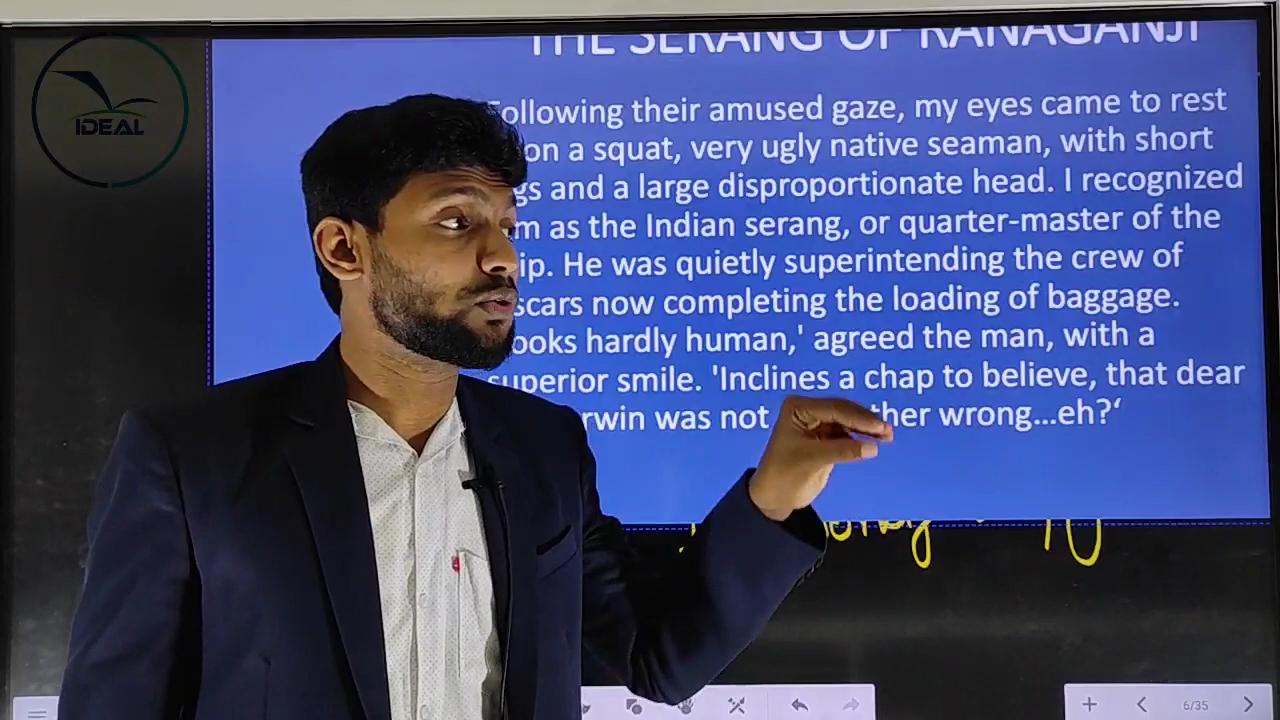 IDEAL
THE SERANG OF RANAGANJI
Following their amused gaze, my eyes came to rest
on a squat, very ugly native seaman, with short
gs and a large disproportionate head. I recognized
m as the Indian serang, or quarter-master of the
ip. He was quietly superintending the crew of
scars now completing the loading of baggage.
ooks hardly human,' agreed the man, with a
superior smile. 'Inclines a chap to believe, that dear
rwin was not ther wrong...eh?‘
6/35